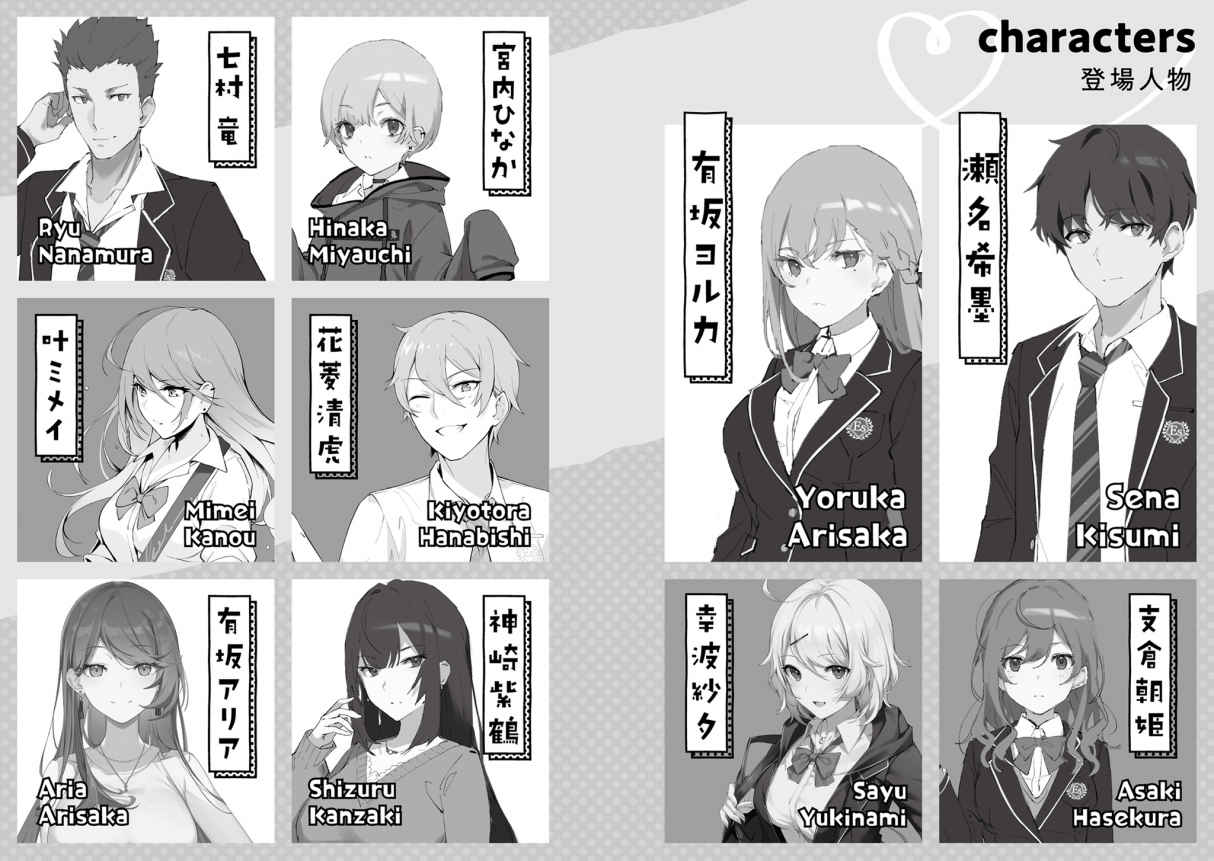 characters
登場人物
瀬名希墨
Sena
Kisumi
有坂ヨルカ
Yoruka
Arisaka
支倉朝姫
Asaki
Hasekura
幸波紗夕
Sayu
Yukinami
宮内ひなか
Hinaka
Miyauchi
七村竜
Ryu
Nanamura
花菱清虎
Kiyotora
Hanabishi
叶ミメイ
Mimei
Kanou
神崎紫鶴
Shizuru
Kanzaki
有坂アリア
Aria
Arisaka